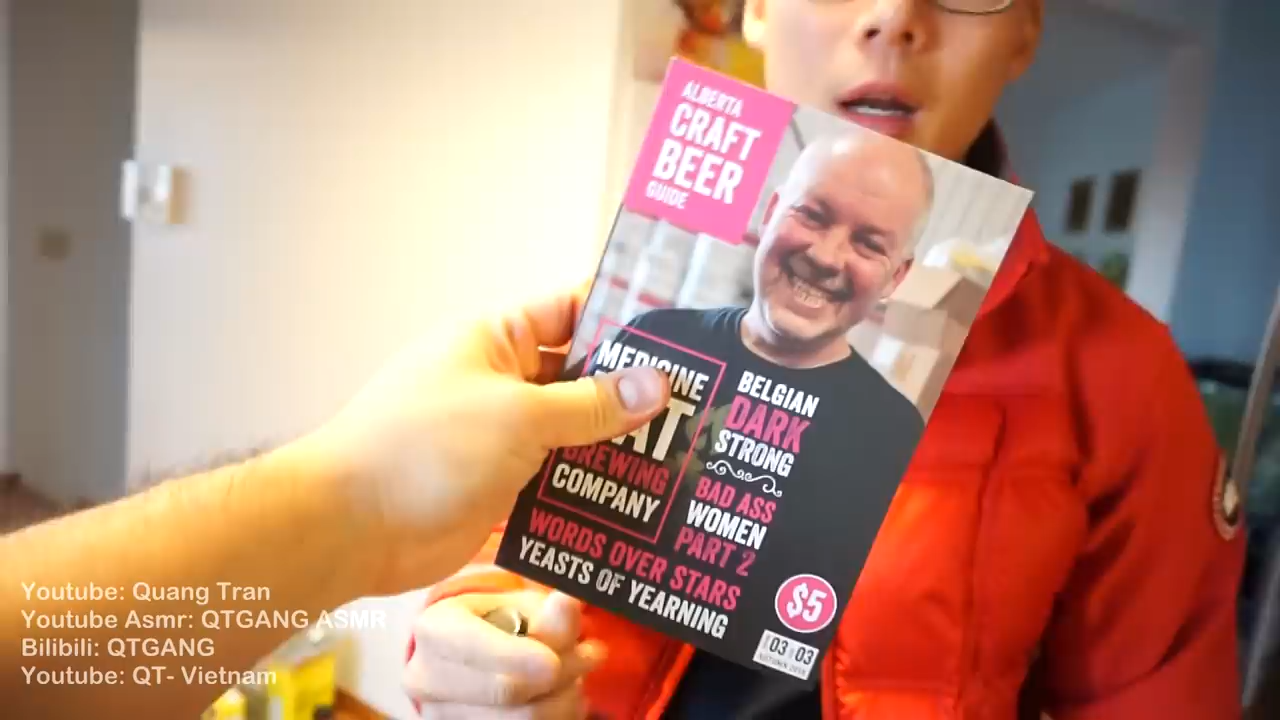 ALBERTA
CRAFT
BEER
GUIDE
MEDICINE
BREWING
COMPANY
BELGIAN
DARK
STRONG
BAD ASS
WOMEN
PART 2
WORDS OVER STARS
YEASTS OF YEARNING
$5
03 03
Youtube: Quang Tran
Youtube Asmr: QTGANG ASMR
Bilibili: QTGANG
Youtube: QT- Vietnam